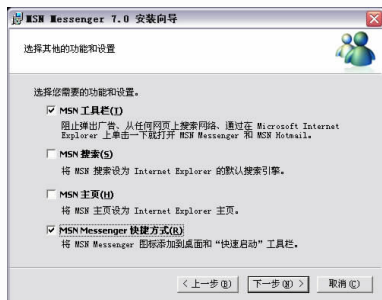 MSN Messenger 7.0 安装向导
选择其他的功能和设置
选择您需要的功能和设置。
MSN 工具栏(T)
阻止弹出广告、从任何网页上搜索网络、通过在 Microsoft Internet
Explorer 上单击一下就打开 MSN Messenger 和 MSN Hotmail。
MSN 搜索(S)
将 MSN 搜索设为 Internet Explorer 的默认搜索引擎。
MSN 主页(H)
将 MSN 主页设为 Internet Explorer 主页。
MSN Messenger 快捷方式(R)
将 MSN Messenger 图标添加到桌面和“快速启动”工具栏。
< 上一步(B) 下一步(N) > 取消(C)